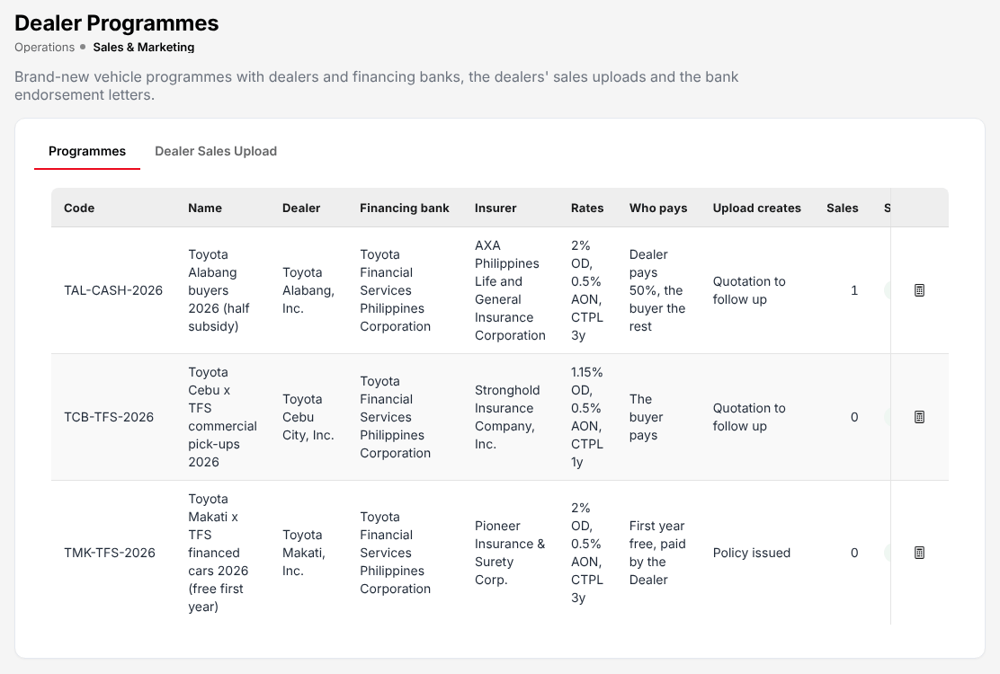 Dealer Programmes
Operations • Sales & Marketing
Brand-new vehicle programmes with dealers and financing banks, the dealers' sales uploads and the bank
endorsement letters.
Programmes Dealer Sales Upload
Code Name Dealer Financing bank Insurer Rates Who pays Upload creates Sales S
TAL-CASH-2026
Toyota
Alabang
buyers
2026 (half
subsidy)
Toyota
Alabang,
Inc.
Toyota
Financial
Services
Philippines
Corporation
AXA
Philippines
Life and
General
Insurance
Corporation
2%
OD,
0.5%
AON,
CTPL
3y
Dealer
pays
50%, the
buyer the
rest
Quotation to
follow up
1
TCB-TFS-2026
Toyota
Cebu x
TFS
commercial
pick-ups
2026
Toyota
Cebu
City, Inc.
Toyota
Financial
Services
Philippines
Corporation
Stronghold
Insurance
Company,
Inc.
1.15%
OD,
0.5%
AON,
CTPL
1y
The
buyer
pays
Quotation to
follow up
0
TMK-TFS-2026
Toyota
Makati x
TFS
financed
cars 2026
(free first
year)
Toyota
Makati,
Inc.
Toyota
Financial
Services
Philippines
Corporation
Pioneer
Insurance &
Surety
Corp.
2%
OD,
0.5%
AON,
CTPL
3y
First year
free, paid
by the
Dealer
Policy issued
0